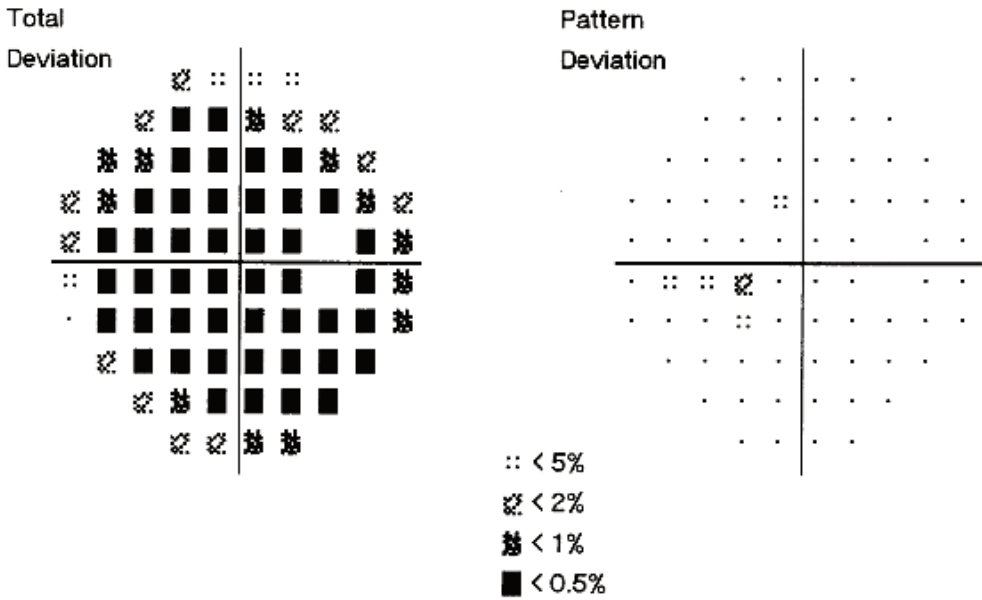 Total
Deviation
Pattern
Deviation
< 5%
< 2%
< 1%
< 0.5%